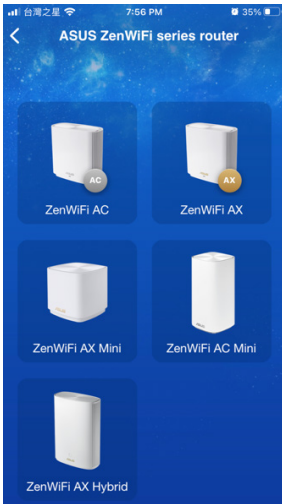 台灣之星 7:56 PM 35%
ASUS ZenWiFi series router
AC
AX
ZenWiFi AC
ZenWiFi AX
ZenWiFi AX Mini
ZenWiFi AC Mini
ZenWiFi AX Hybrid